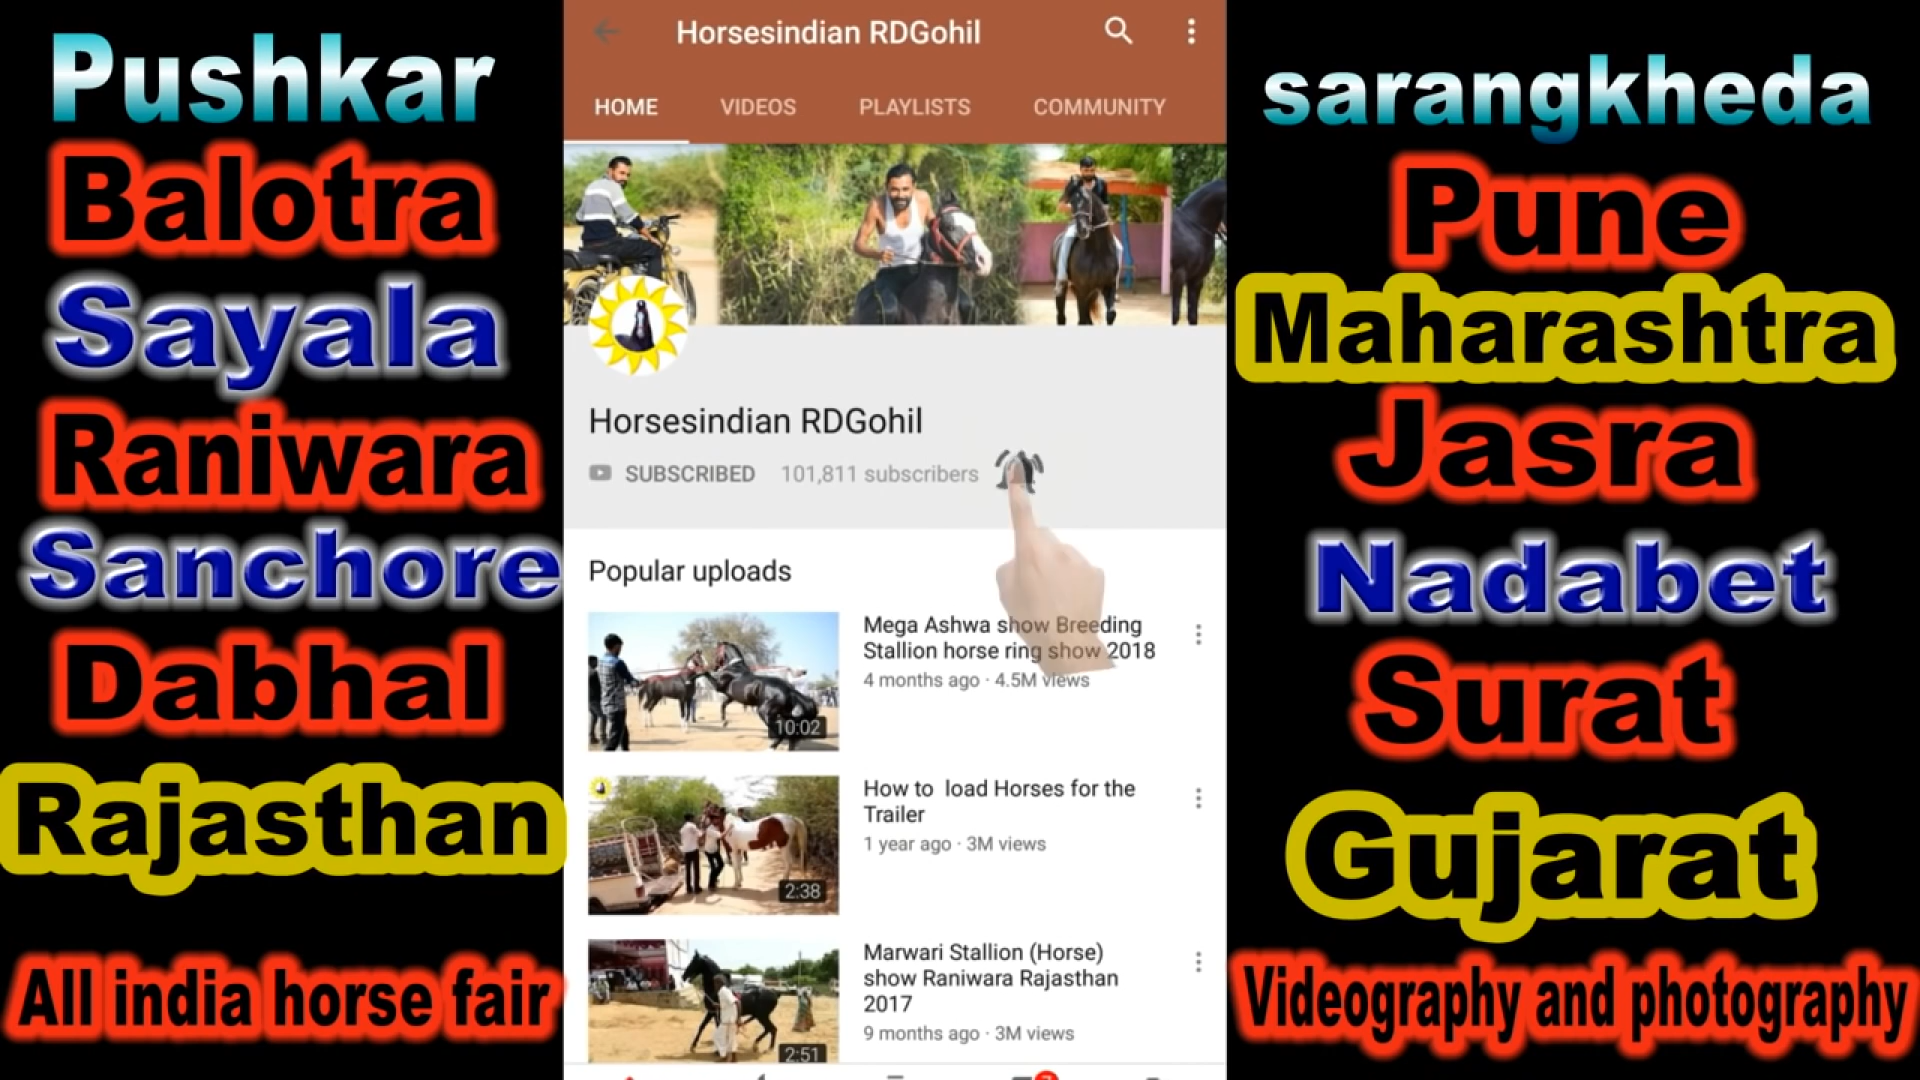 Pushkar
Balotra
Sayala
Raniwara
Sanchore
Dabhal
Rajasthan
All india horse fair
Horsesindian RDGohil
HOME VIDEOS PLAYLISTS COMMUNITY
Horsesindian RDGohil
SUBSCRIBED 101,811 subscribers
Popular uploads
Mega Ashwa show Breeding
Stallion horse ring show 2018
4 months ago · 4.5M views
10:02
How to load Horses for the
Trailer
1 year ago · 3M views
2:38
Marwari Stallion (Horse)
show Raniwara Rajasthan
2017
9 months ago · 3M views
2:51
7
sarangkheda
Pune
Maharashtra
Jasra
Nadabet
Surat
Gujarat
Videography and photography